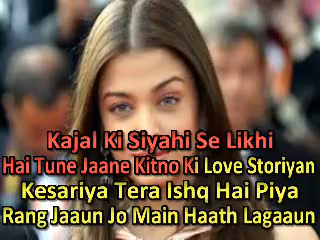 Kajal Ki Siyahi Se Likhi
Hai Tune Jaane Kitno Ki Love Storiyan
Kesariya Tera Ishq Hai Piya
Rang Jaaun Jo Main Haath Lagaaun